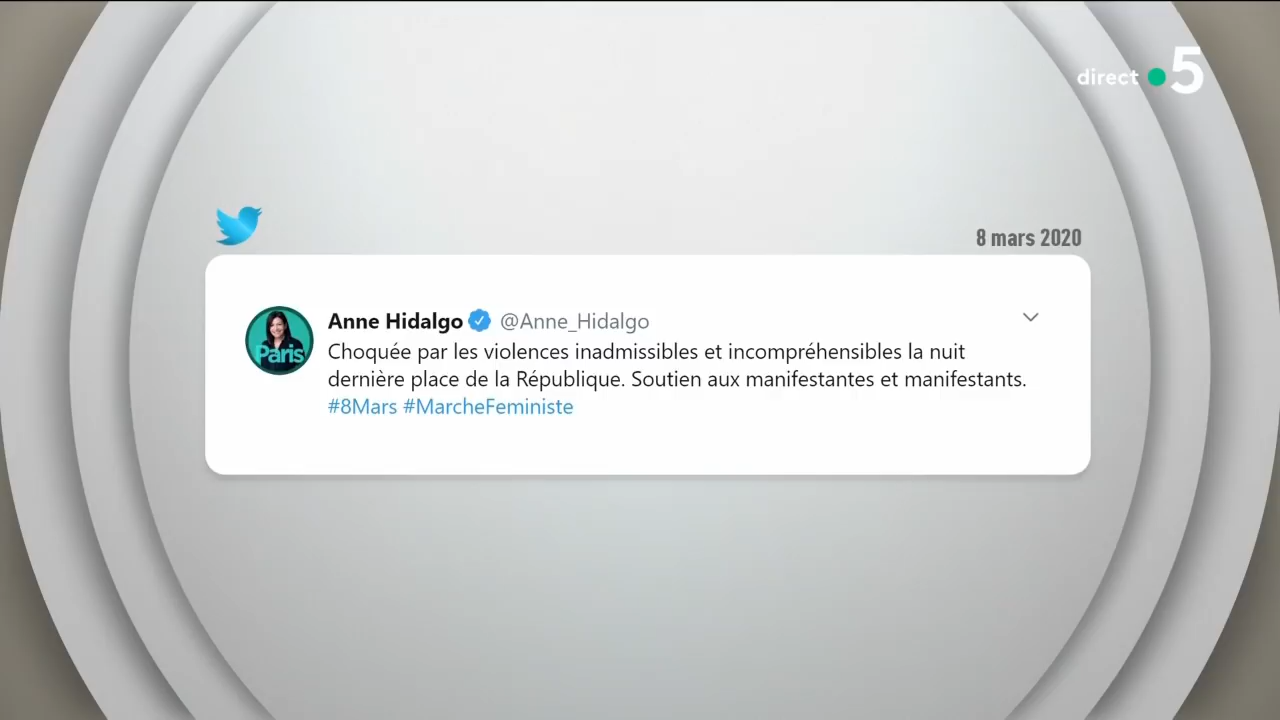 direct 5
8 mars 2020
Anne Hidalgo @Anne_Hidalgo
Choquée par les violences inadmissibles et incompréhensibles la nuit
dernière place de la République. Soutien aux manifestantes et manifestants.
#8Mars #MarcheFeministe
Paris